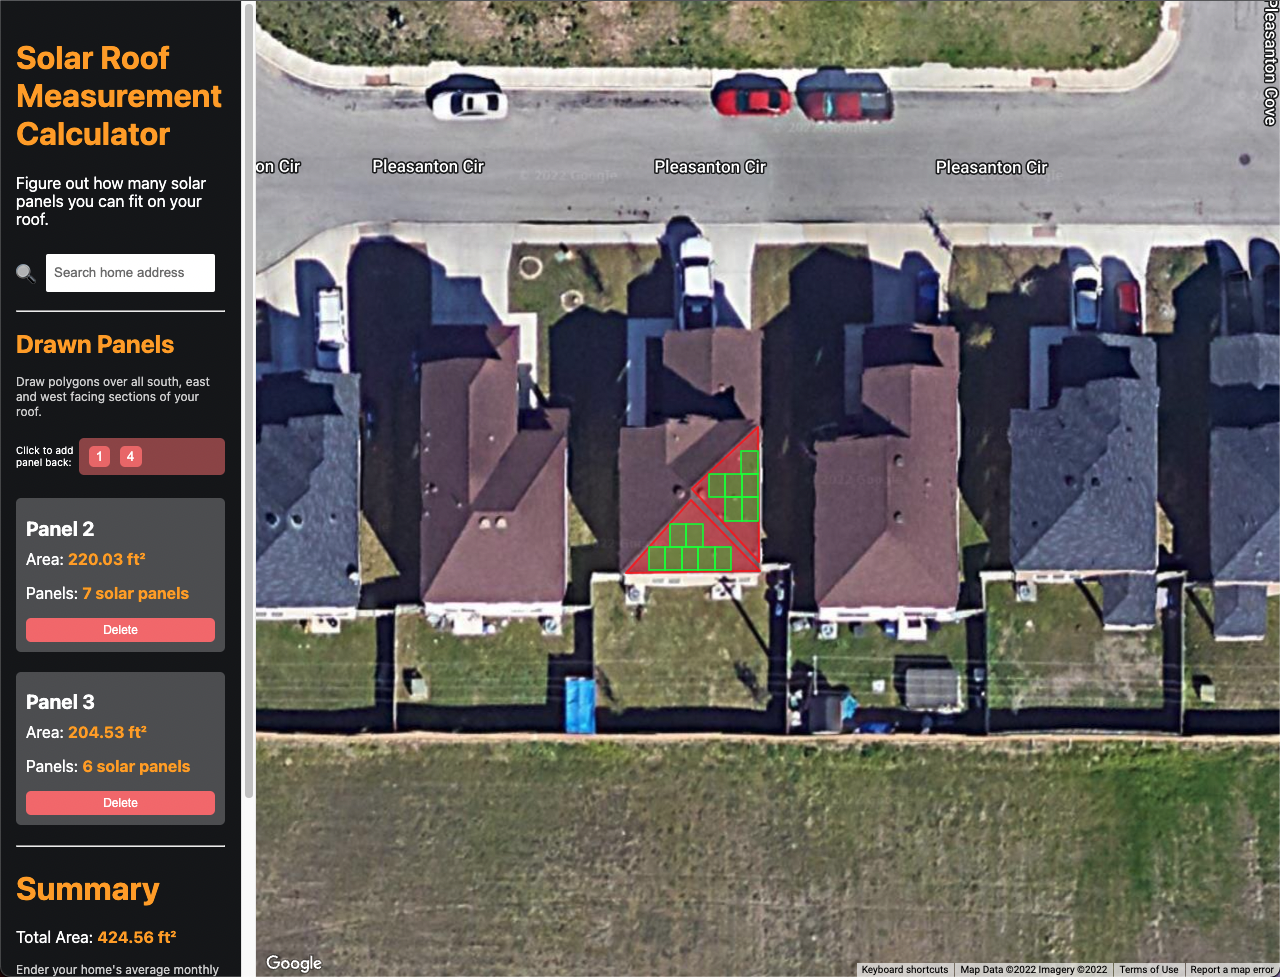 Solar Roof
Measurement
Calculator
Figure out how many solar
panels you can fit on your
roof.
Search home address
Drawn Panels
Draw polygons over all south, east
and west facing sections of your
roof.
Click to add
panel back:
1 4
Panel 2
Area: 220.03 ft²
Panels: 7 solar panels
Delete
Panel 3
Area: 204.53 ft²
Panels: 6 solar panels
Delete
Summary
Total Area: 424.56 ft²
Ender your home's average monthly
on Cir
Pleasanton Cir
Pleasanton Cir
Pleasanton Cir
Pleasanton Cove
© 2022 Google
Google
Keyboard shortcuts
Map Data ©2022 Imagery ©2022
Terms of Use
Report a map error